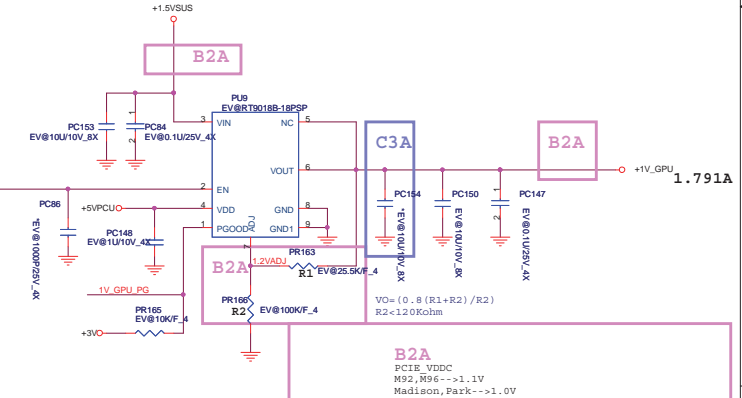 +1.5VSUS
B2A
PU9
EV@RT9018B-18PSP
PC153
EV@10U/10V_8X
PC84
EV@0.1U/25V_4X
1
2
3
VIN
NC
5
VOUT
6
2
EN
4
VDD
GND
8
1
PGOOD
ADJ
GND1
9
7
C3A
B2A
+1V_GPU
1.791A
PC154
*EV@10U/10V_8X
PC150
EV@10U/10V_8X
PC147
EV@0.1U/25V_4X
1
2
PC86
*EV@1000P/25V_4X
+5VPCU
PC148
EV@1U/10V_4X
B2A
1.2VADJ
PR163
R1
EV@25.5K/F_4
1V_GPU_PG
PR166
R2
EV@100K/F_4
VO=(0.8(R1+R2)/R2)
R2<120Kohm
PR165
EV@10K/F_4
+3V
B2A
PCIE_VDDC
M92,M96-->1.1V
Madison,Park-->1.0V